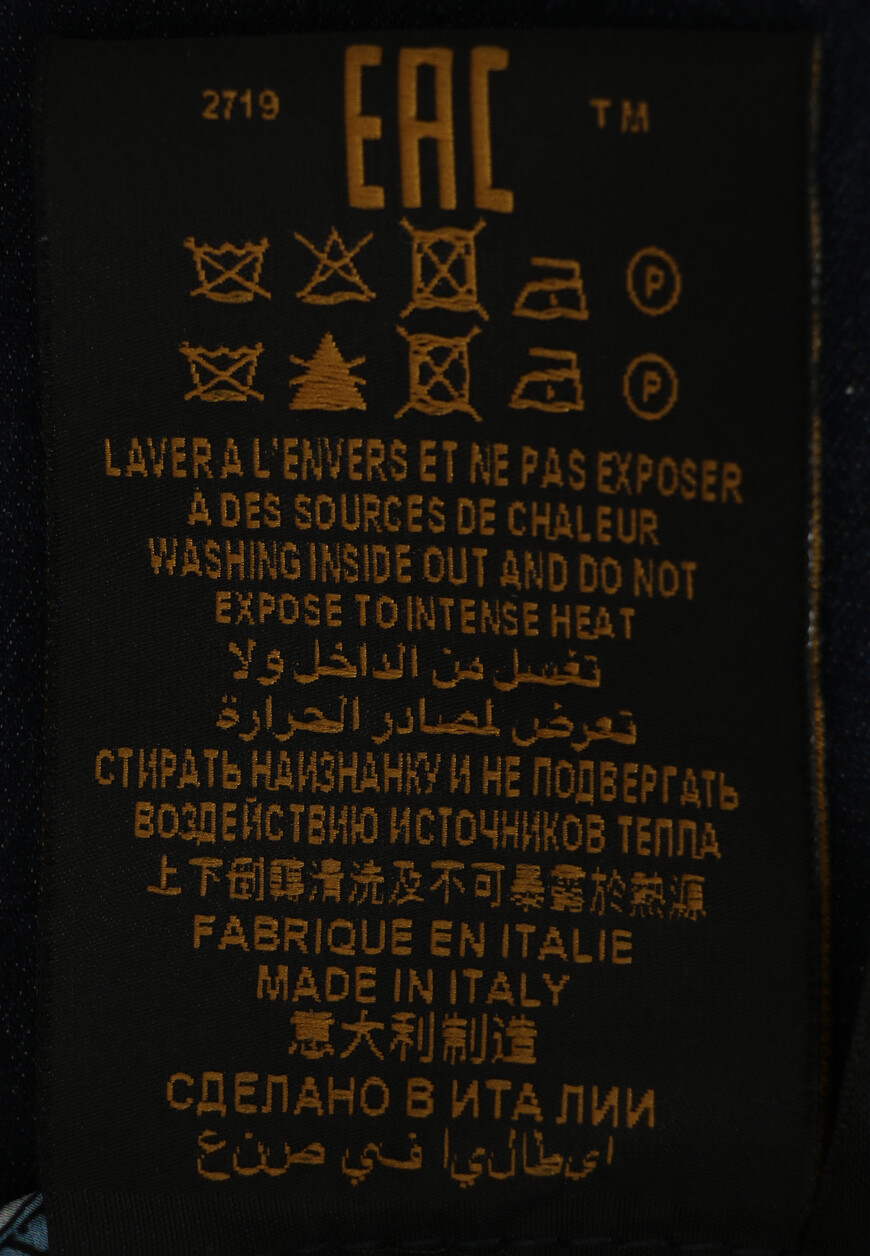 2719 EAC TM
P
P
LAVER A L'ENVERS ET NE PAS EXPOSER
A DES SOURCES DE CHALEUR
WASHING INSIDE OUT AND DO NOT
EXPOSE TO INTENSE HEAT
تغسل من الداخل ولا
تعرض لمصادر الحرارة
СТИРАТЬ НАИЗНАНКУ И НЕ ПОДВЕРГАТЬ
ВОЗДЕЙСТВИЮ ИСТОЧНИКОВ ТЕПЛА
上下倒轉清洗及不可暴露於熱源
FABRIQUE EN ITALIE
MADE IN ITALY
意大利制造
СДЕЛАНО В ИТАЛИИ
صنع في ايطاليا